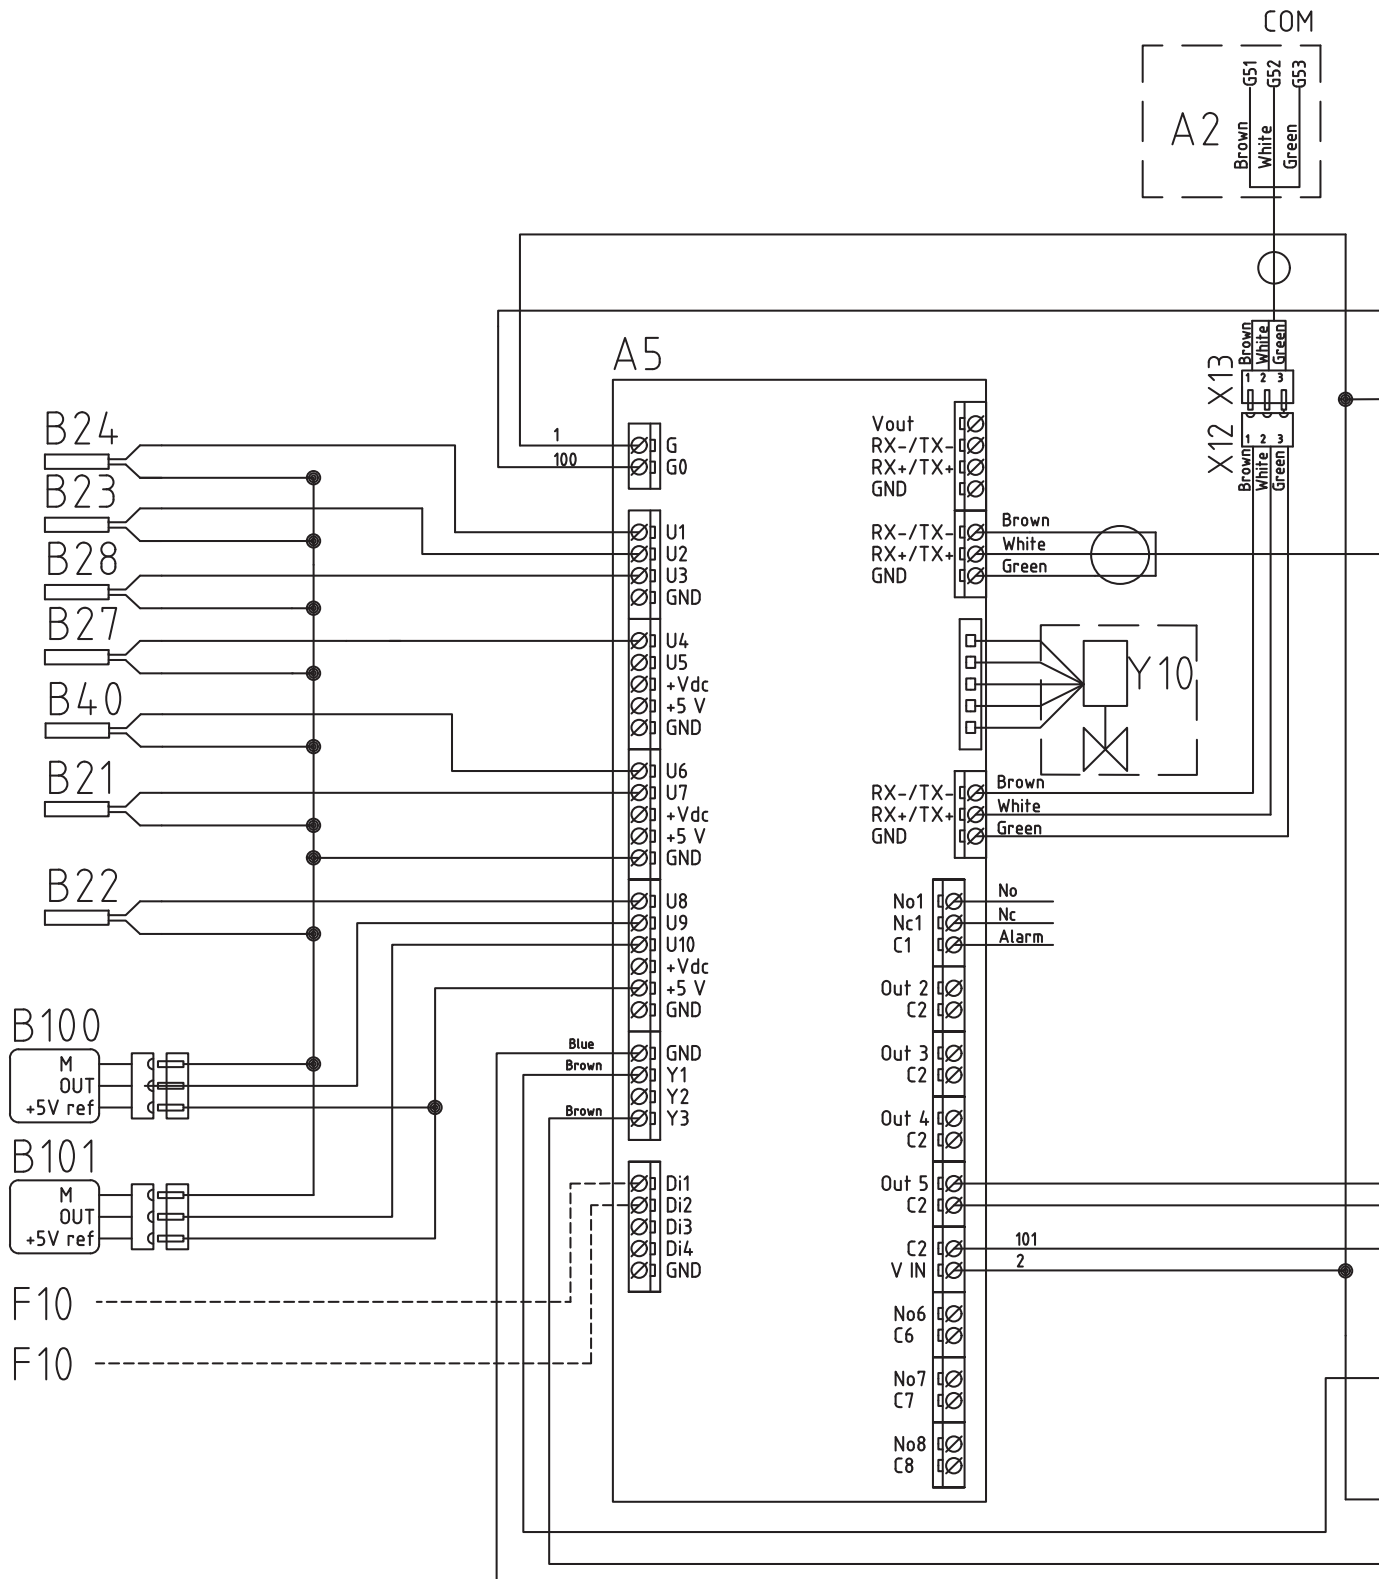 COM
G51 G52 G53
A2
Brown White Green
A5
Brown White Green
X13
1 2 3
X12
1 2 3
Brown White Green
B24
B23
B28
B27
B40
B21
B22
B100
M
OUT
+5V ref
B101
M
OUT
+5V ref
F10
F10
1
100
G
G0
U1
U2
U3
GND
U4
U5
+Vdc
+5 V
GND
U6
U7
+Vdc
+5 V
GND
U8
U9
U10
+Vdc
+5 V
GND
Blue
Brown
Brown
GND
Y1
Y2
Y3
Di1
Di2
Di3
Di4
GND
Vout
RX-/TX-
RX+/TX+
GND
RX-/TX-
RX+/TX+
GND
Brown
White
Green
Y10
RX-/TX-
RX+/TX+
GND
Brown
White
Green
No1
Nc1
C1
No
Nc
Alarm
Out 2
C2
Out 3
C2
Out 4
C2
Out 5
C2
C2
V IN
101
2
No6
C6
No7
C7
No8
C8